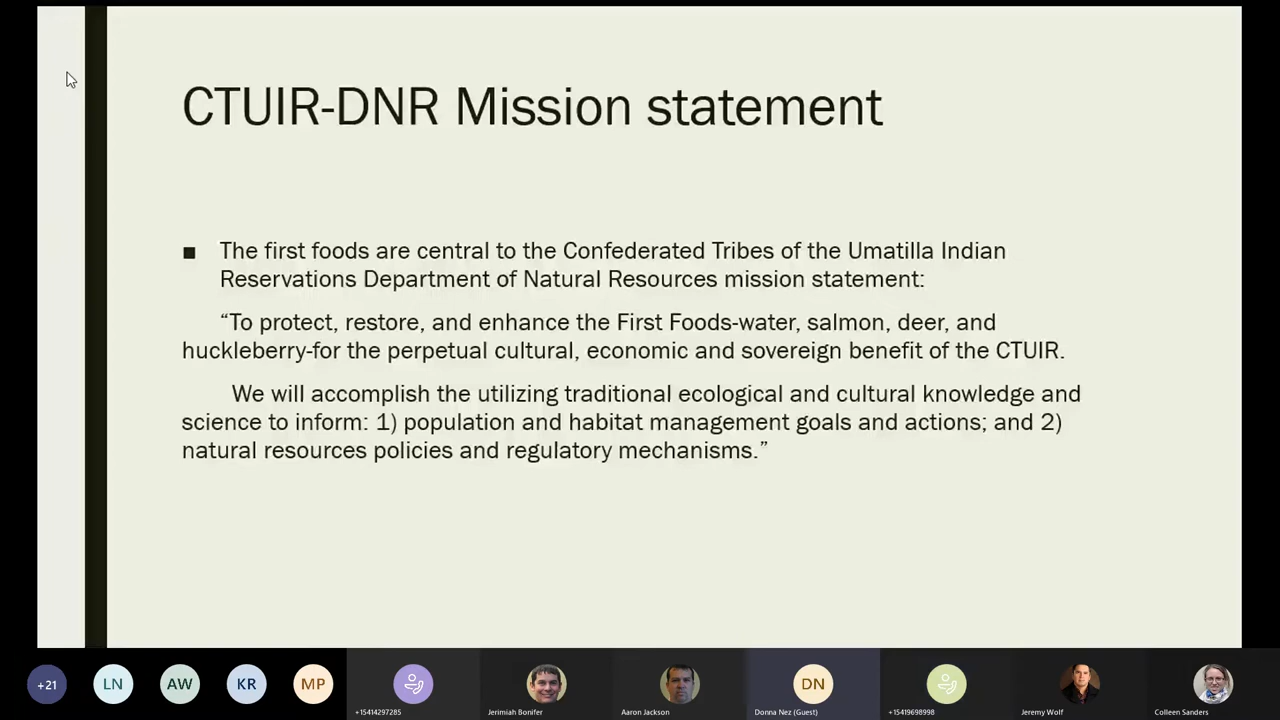 CTUIR-DNR Mission statement
■ The first foods are central to the Confederated Tribes of the Umatilla Indian
Reservations Department of Natural Resources mission statement:
“To protect, restore, and enhance the First Foods-water, salmon, deer, and
huckleberry-for the perpetual cultural, economic and sovereign benefit of the CTUIR.
We will accomplish the utilizing traditional ecological and cultural knowledge and
science to inform: 1) population and habitat management goals and actions; and 2)
natural resources policies and regulatory mechanisms.”
+21 LN AW KR MP DN
+15414297285 Jerimiah Bonifer Aaron Jackson Donna Nez (Guest) +15419698998 Jeremy Wolf Colleen Sanders